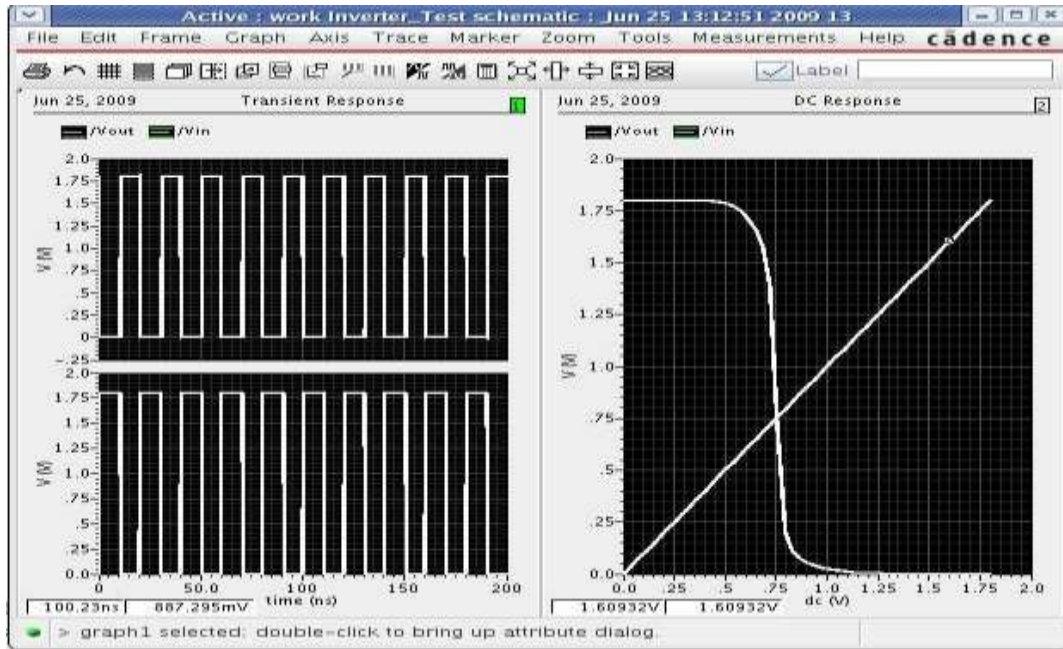 Active : work Inverter_Test schematic : Jun 25 13:12:51 2009 13
File Edit Frame Graph Axis Trace Marker Zoom Tools Measurements Help cādence
Label
Jun 25, 2009 Transient Response 1
/Vout /Vin
2.0
1.75
1.5
1.25
1.0
.75
.5
.25
0
-.25
V (V)
2.0
1.75
1.5
1.25
1.0
.75
.5
.25
0.0
V (V)
0.0 50.0 100 150 200
time (ns)
100.23ns 887.295mV
Jun 25, 2009 DC Response 2
/Vout /Vin
2.0
1.75
1.5
1.25
1.0
.75
.5
.25
0.0
V (V)
0.0 .25 .5 .75 1.0 1.25 1.5 1.75 2.0
dc (V)
1.60932V 1.60932V
> graph1 selected: double-click to bring up attribute dialog.